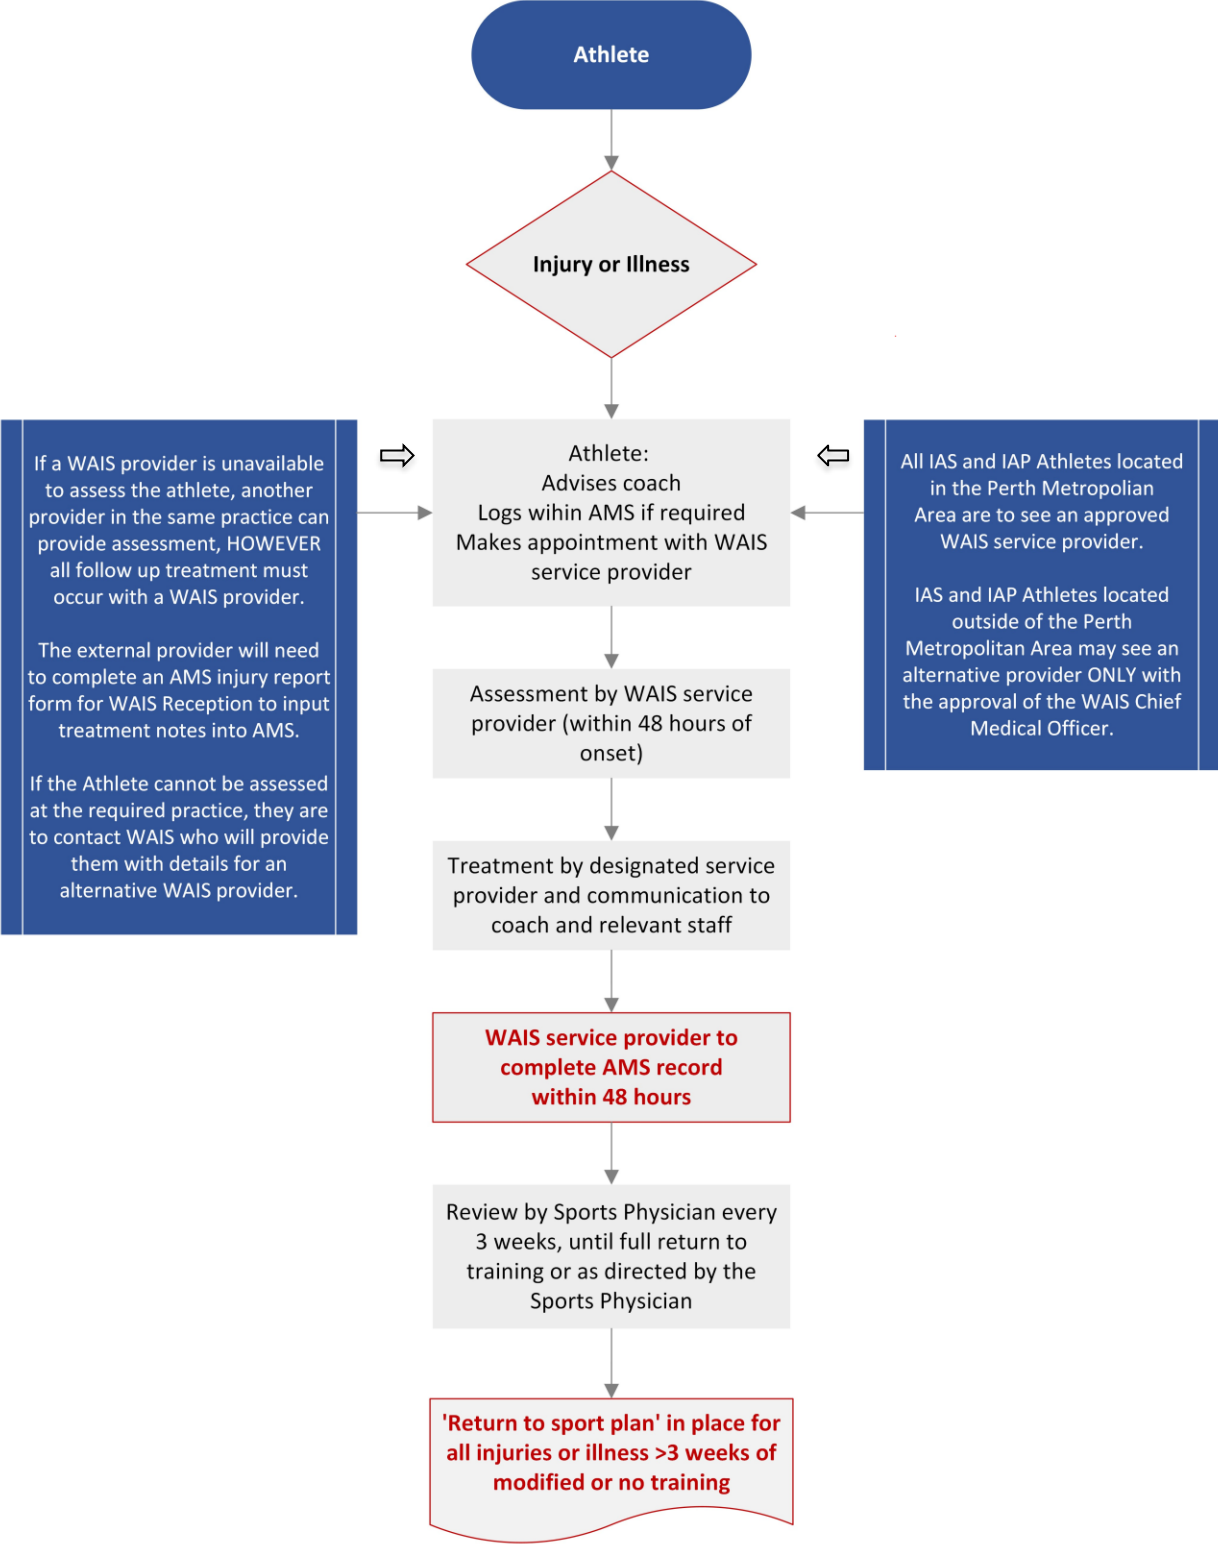 Athlete
Injury or Illness
If a WAIS provider is unavailable
to assess the athlete, another
provider in the same practice can
provide assessment, HOWEVER
all follow up treatment must
occur with a WAIS provider.
The external provider will need
to complete an AMS injury report
form for WAIS Reception to input
treatment notes into AMS.
If the Athlete cannot be assessed
at the required practice, they are
to contact WAIS who will provide
them with details for an
alternative WAIS provider.
Athlete:
Advises coach
Logs wihin AMS if required
Makes appointment with WAIS
service provider
All IAS and IAP Athletes located
in the Perth Metropolian
Area are to see an approved
WAIS service provider.
IAS and IAP Athletes located
outside of the Perth
Metropolitan Area may see an
alternative provider ONLY with
the approval of the WAIS Chief
Medical Officer.
Assessment by WAIS service
provider (within 48 hours of
onset)
Treatment by designated service
provider and communication to
coach and relevant staff
WAIS service provider to
complete AMS record
within 48 hours
Review by Sports Physician every
3 weeks, until full return to
training or as directed by the
Sports Physician
'Return to sport plan' in place for
all injuries or illness >3 weeks of
modified or no training